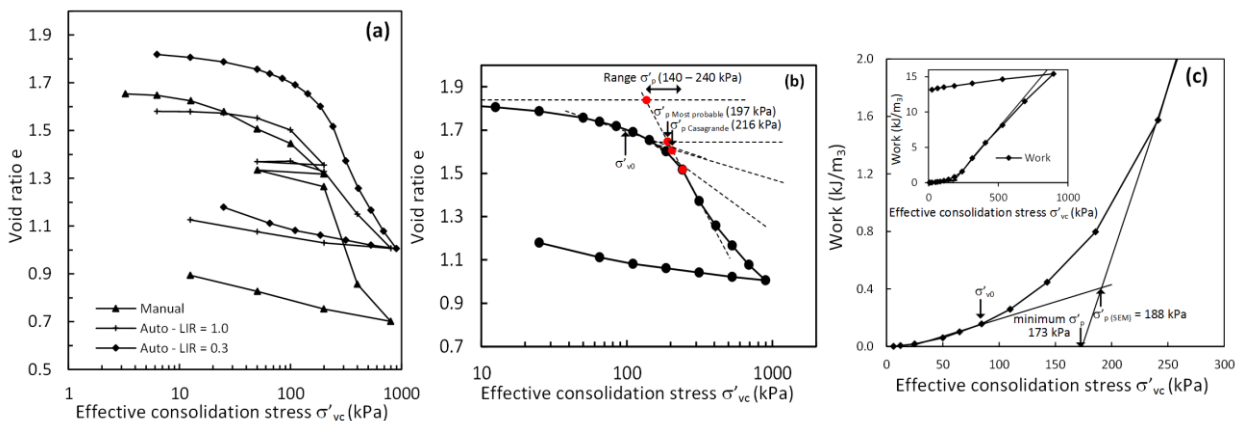 (a)
Void ratio e
1.9
1.7
1.5
1.3
1.1
0.9
0.7
0.5
Manual
Auto - LIR = 1.0
Auto - LIR = 0.3
1 10 100 1000
Effective consolidation stress σ'vc (kPa)
(b)
Range σ'p (140 – 240 kPa)
σ'p Most probable (197 kPa)
σ'p Casagrande (216 kPa)
σ'v0
Void ratio e
1.9
1.7
1.5
1.3
1.1
0.9
0.7
10 100 1000
Effective consolidation stress σ'vc (kPa)
(c)
Work (kJ/m3)
2.0
1.6
1.2
0.8
0.4
0.0
Work (kJ/m3)
15
10
5
0
Work
0 300 600 900
Effective consolidation stress σ'vc (kPa)
σ'v0
minimum σ'p
173 kPa
σ'p (SEM) = 188 kPa
0 50 100 150 200 250 300
Effective consolidation stress σ'vc (kPa)